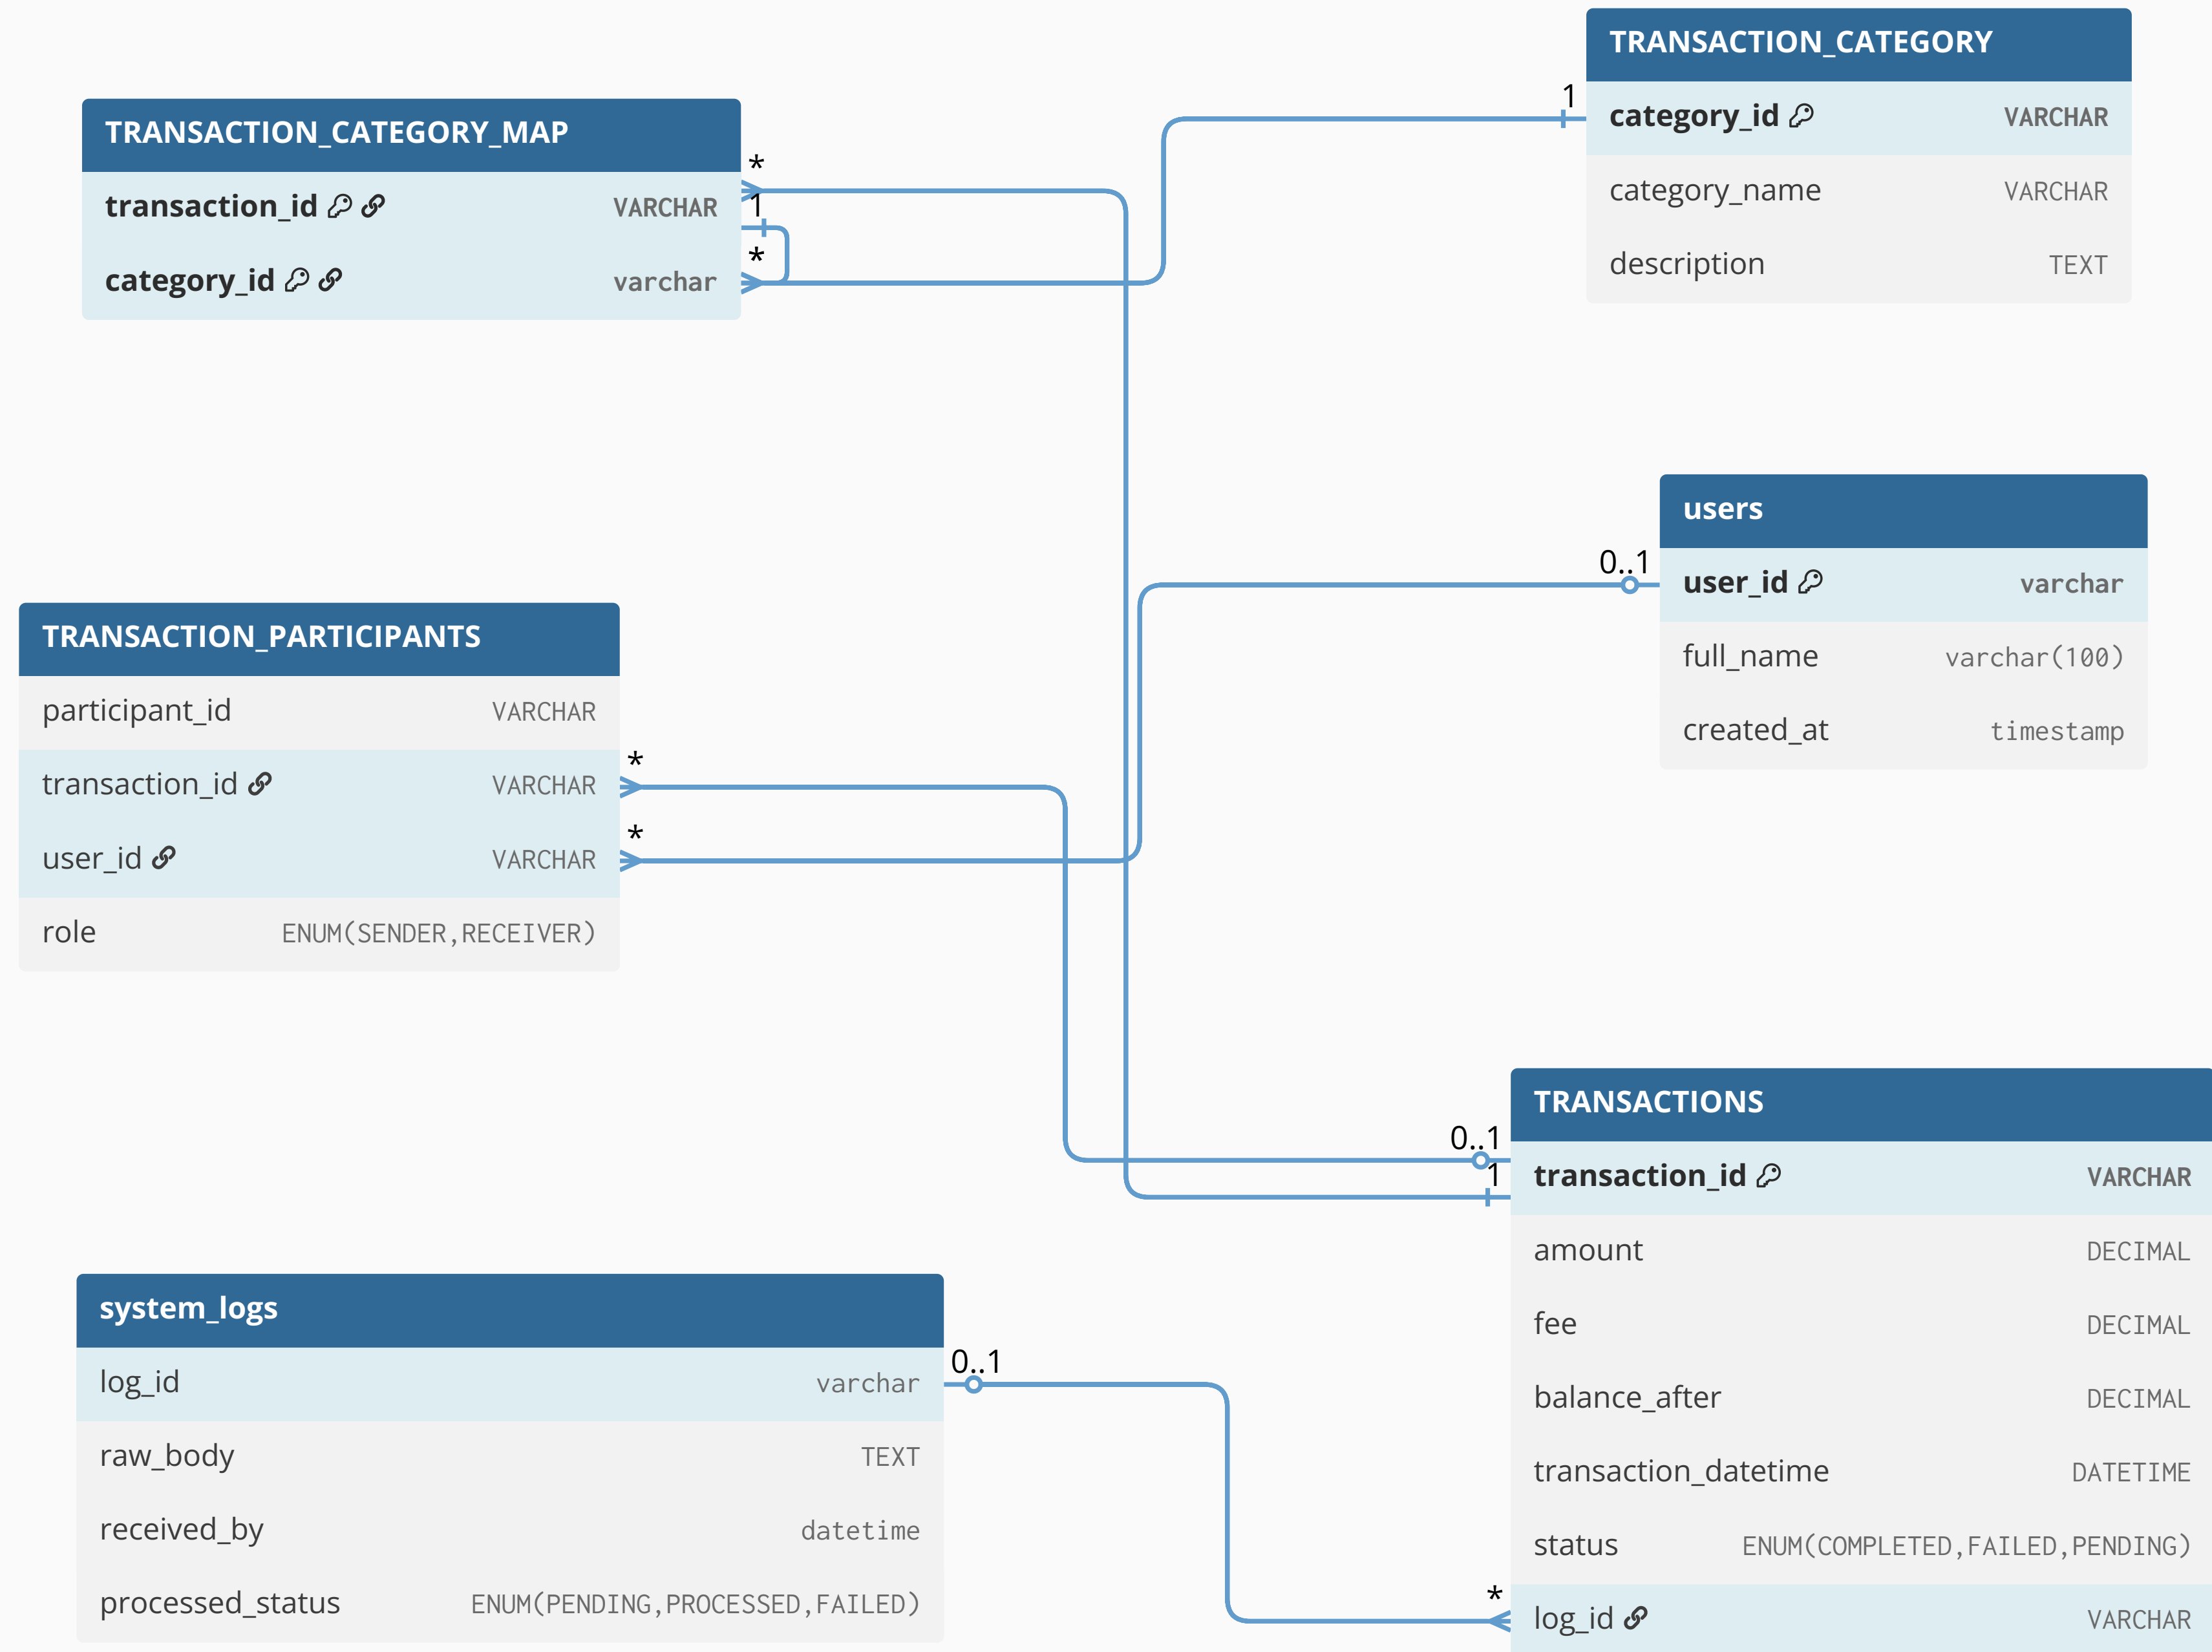 TRANSACTION_CATEGORY
1
category_id VARCHAR
category_name VARCHAR
description TEXT
TRANSACTION_CATEGORY_MAP
*
transaction_id VARCHAR
1
*
category_id varchar
users
0..1
user_id varchar
full_name varchar(100)
created_at timestamp
TRANSACTION_PARTICIPANTS
participant_id VARCHAR
*
transaction_id VARCHAR
*
user_id VARCHAR
role ENUM(SENDER,RECEIVER)
TRANSACTIONS
0..1
1
transaction_id VARCHAR
amount DECIMAL
fee DECIMAL
balance_after DECIMAL
transaction_datetime DATETIME
status ENUM(COMPLETED,FAILED,PENDING)
*
log_id VARCHAR
system_logs
0..1
log_id varchar
raw_body TEXT
received_by datetime
processed_status ENUM(PENDING,PROCESSED,FAILED)